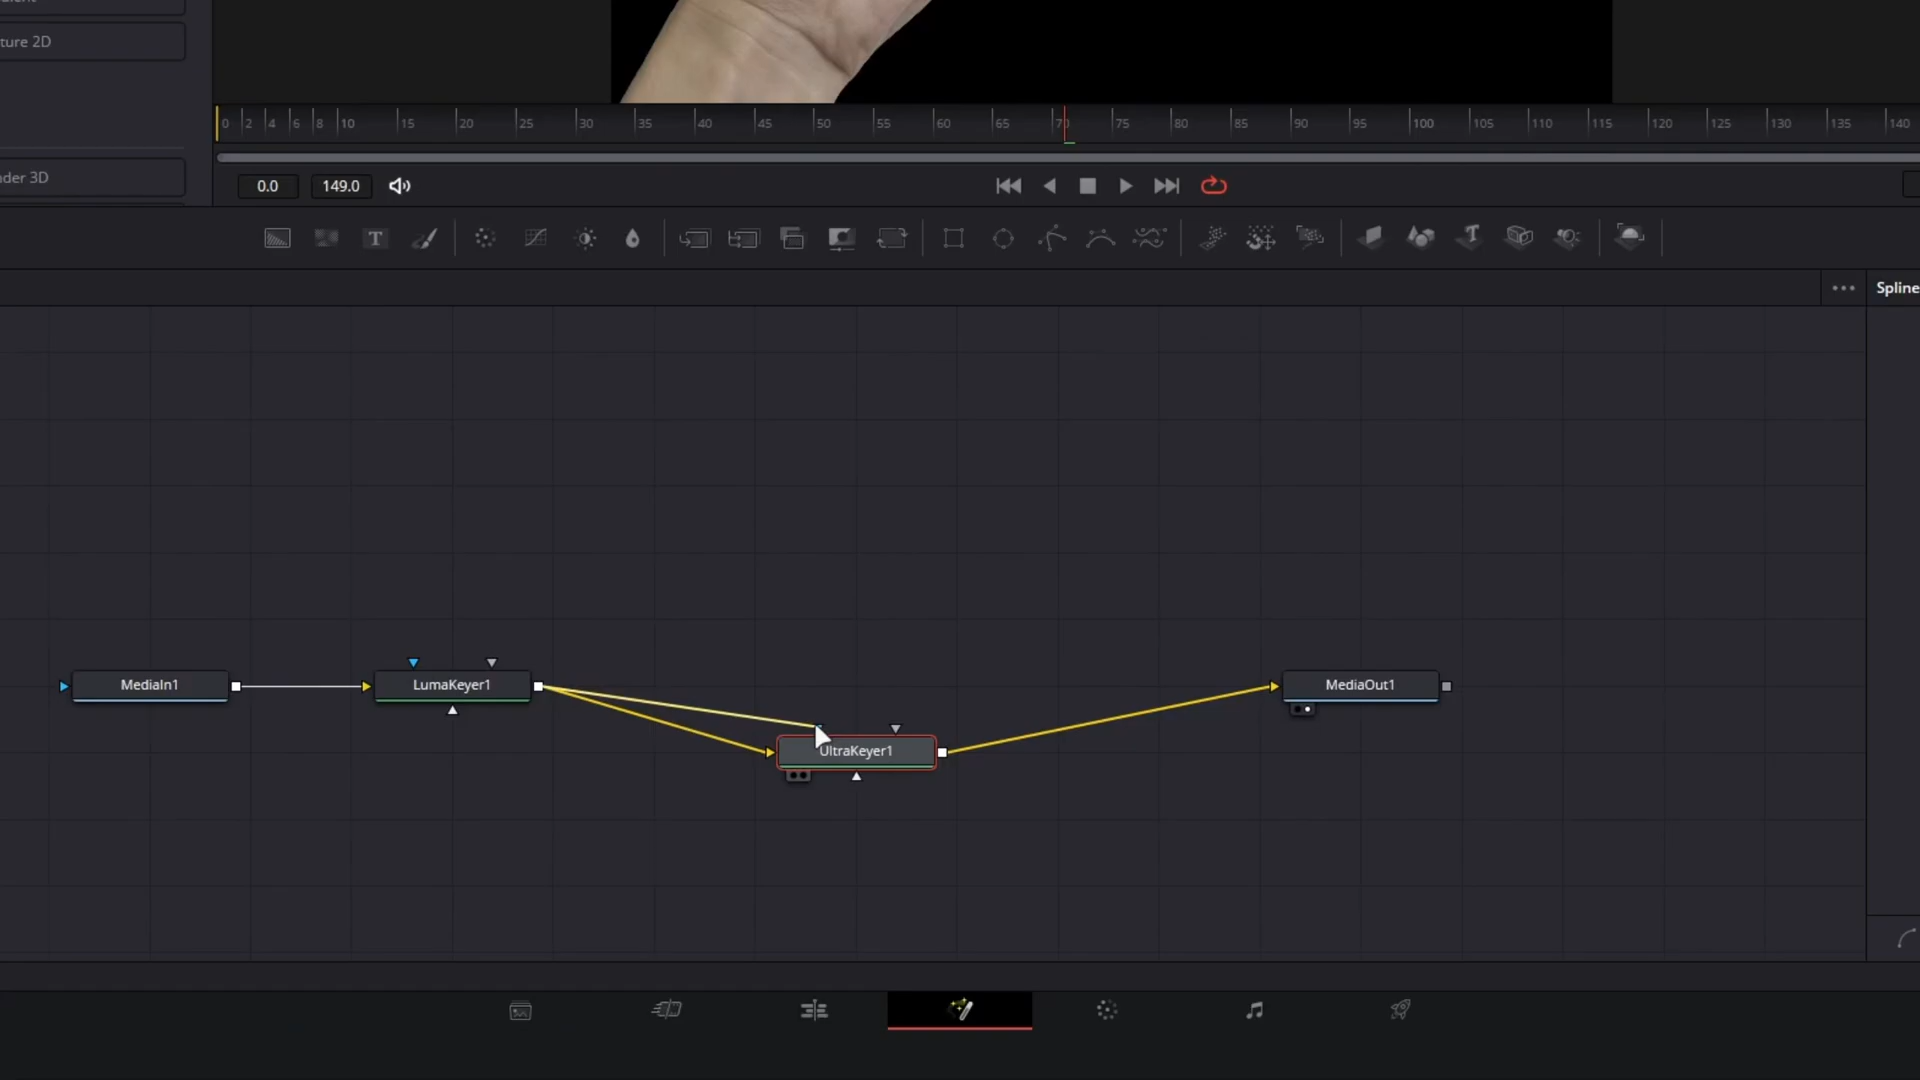 ture 2D
0 2 4 6 8 10 15 20 25 30 35 40 45 50 55 60 65 70 75 80 85 90 95 100 105 110 115 120 125 130 135 140
der 3D
0.0 149.0
T
T
Spline
MediaIn1 LumaKeyer1 MediaOut1
UltraKeyer1